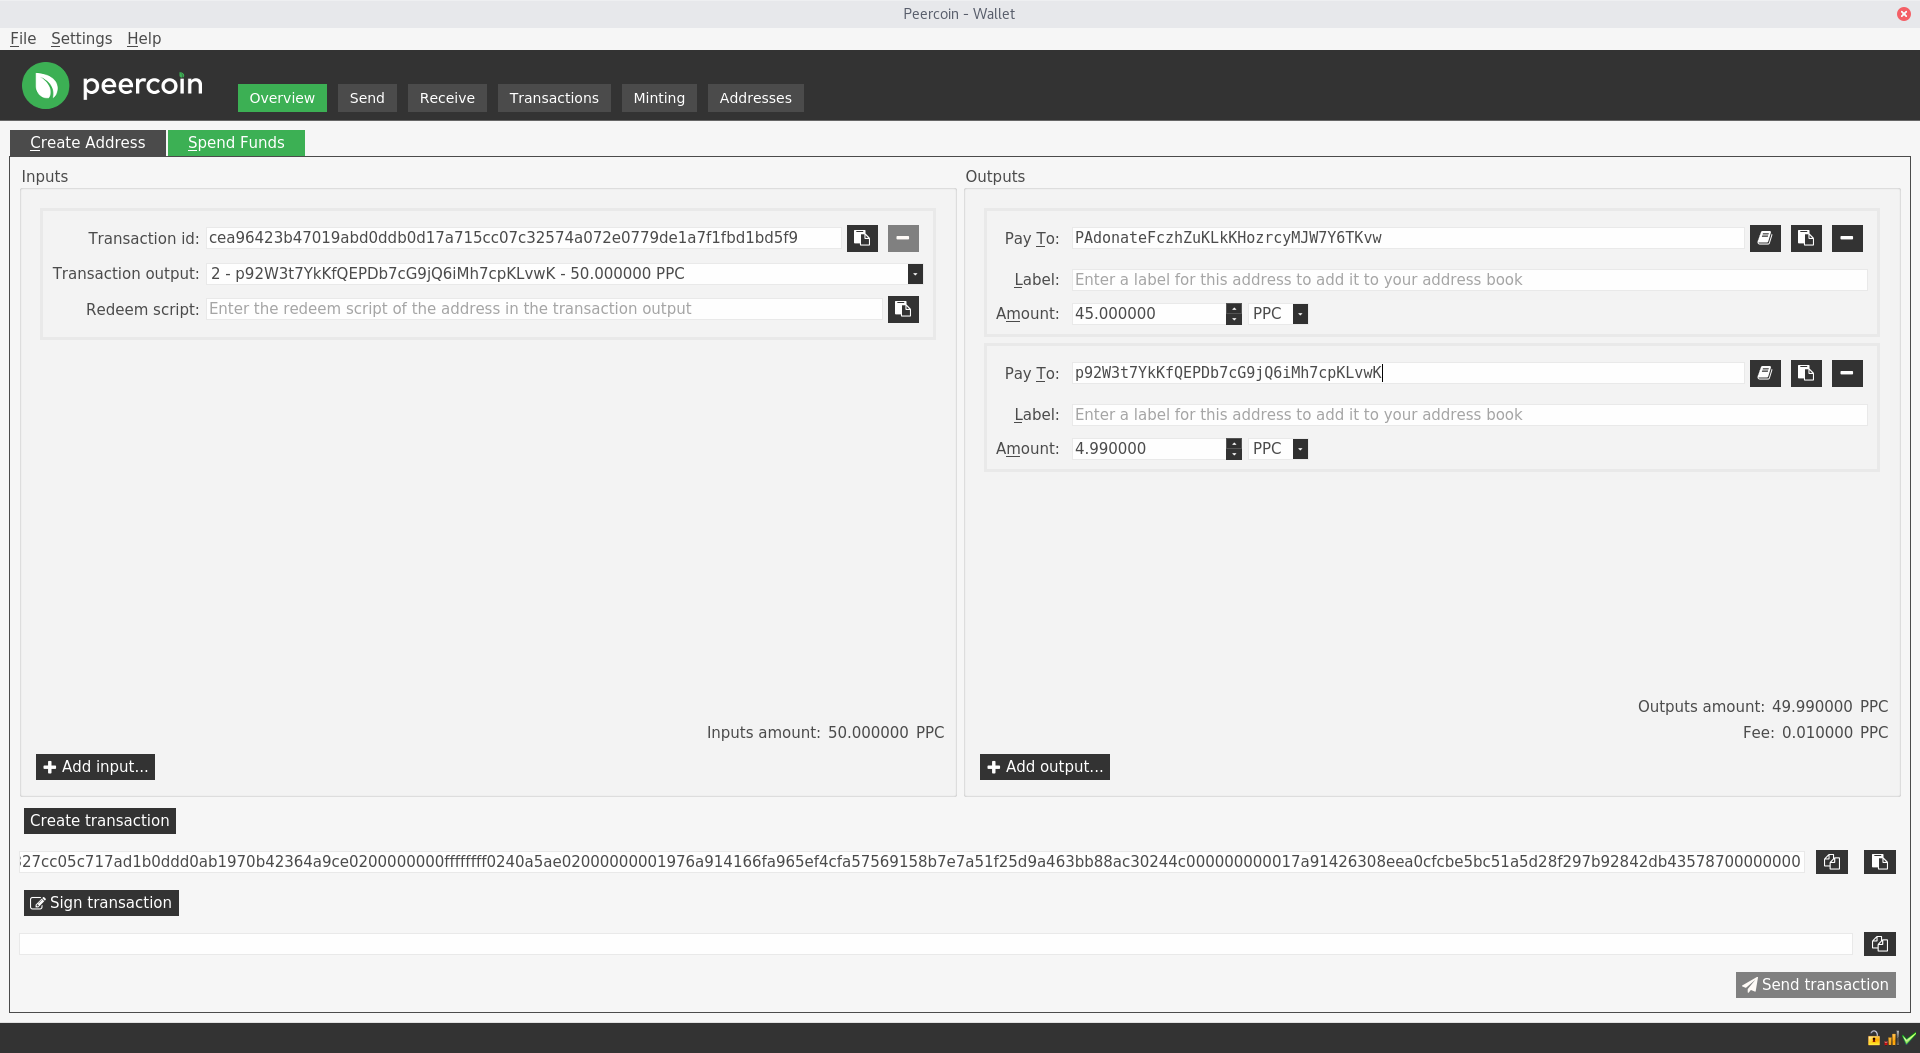 Peercoin - Wallet
File Settings Help
peercoin
Overview Send Receive Transactions Minting Addresses
Create Address Spend Funds
Inputs
Transaction id: cea96423b47019abd0ddb0d17a715cc07c32574a072e0779de1a7f1fbd1bd5f9
Transaction output: 2 - p92W3t7YkKfQEPDb7cG9jQ6iMh7cpKLvwK - 50.000000 PPC
Redeem script: Enter the redeem script of the address in the transaction output
Inputs amount: 50.000000 PPC
Add input...
Outputs
Pay To: PAdonateFczhZuKLkKHozrcyMJW7Y6TKvw
Label: Enter a label for this address to add it to your address book
Amount: 45.000000 PPC
Pay To: p92W3t7YkKfQEPDb7cG9jQ6iMh7cpKLvwK
Label: Enter a label for this address to add it to your address book
Amount: 4.990000 PPC
Outputs amount: 49.990000 PPC
Fee: 0.010000 PPC
Add output...
Create transaction
27cc05c717ad1b0ddd0ab1970b42364a9ce0200000000ffffffff0240a5ae02000000001976a914166fa965ef4cfa57569158b7e7a51f25d9a463bb88ac30244c000000000017a91426308eea0cfcbe5bc51a5d28f297b92842db43578700000000
Sign transaction
Send transaction